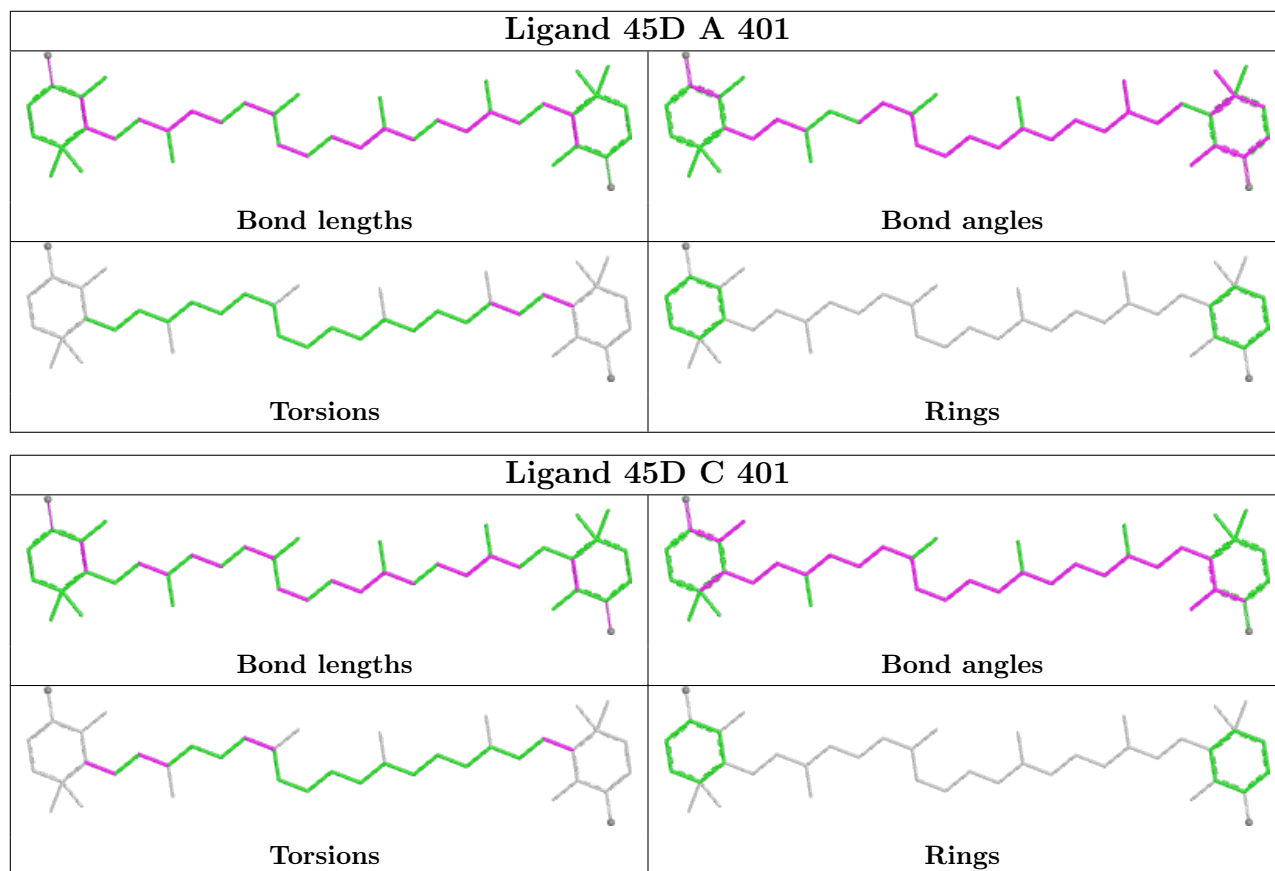 Ligand 45D A 401
Bond lengths
Bond angles
Torsions
Rings
Ligand 45D C 401
Bond lengths
Bond angles
Torsions
Rings